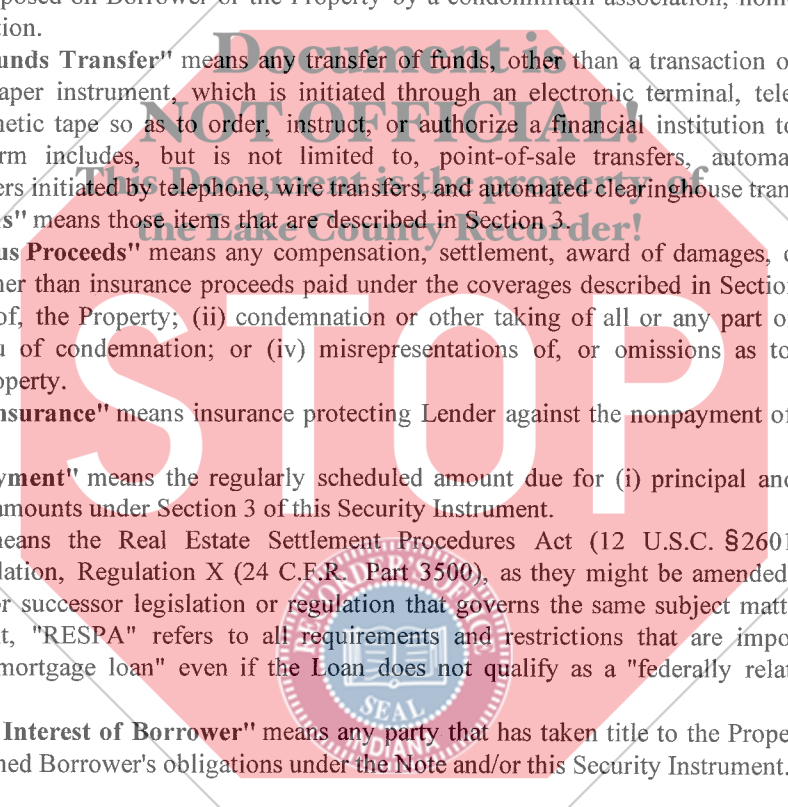 posed on Borrower or the Property by a condominium association,
tion.
unds Transfer" means any transfer of funds, other than a transaction o
aper instrument, which is initiated through an electronic terminal, tele
netic tape so as to order, instruct, or authorize a financial institution to
rm includes, but is not limited to, point-of-sale transfers, automa
ers initiated by telephone, wire transfers, and automated clearinghouse tran
s" means those items that are described in Section 3.
us Proceeds" means any compensation, settlement, award of damages, o
her than insurance proceeds paid under the coverages described in Section
of, the Property; (ii) condemnation or other taking of all or any part o
u of condemnation; or (iv) misrepresentations of, or omissions as to
operty.
nsurance" means insurance protecting Lender against the nonpayment of
yment" means the regularly scheduled amount due for (i) principal and
amounts under Section 3 of this Security Instrument.
neans the Real Estate Settlement Procedures Act (12 U.S.C. §2601
lation, Regulation X (24 C.F.R. Part 3500), as they might be amended
r successor legislation or regulation that governs the same subject matt
t, "RESPA" refers to all requirements and restrictions that are impo
mortgage loan" even if the Loan does not qualify as a "federally relat
Interest of Borrower" means any party that has taken title to the Prope
ned Borrower's obligations under the Note and/or this Security Instrument.
Document is
NOT OFFICIAL!
This Document is the property of
the Lake County Recorder!
STOP
SEAL
INDIANA